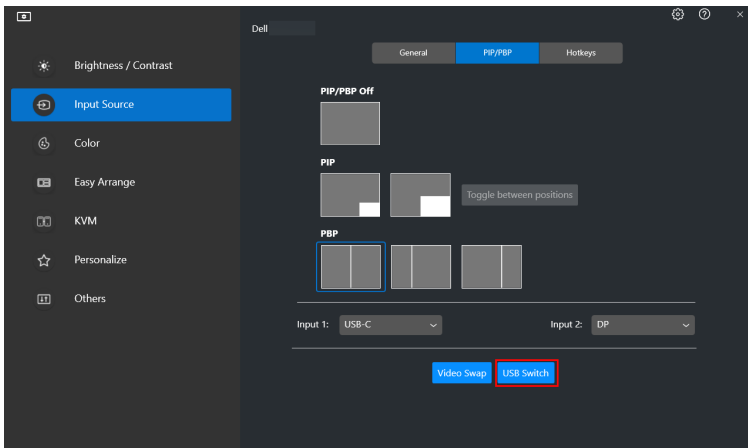 Dell
General PIP/PBP Hotkeys
Brightness / Contrast
Input Source
Color
Easy Arrange
KVM
Personalize
Others
PIP/PBP Off
PIP
Toggle between positions
PBP
Input 1: USB-C Input 2: DP
Video Swap USB Switch